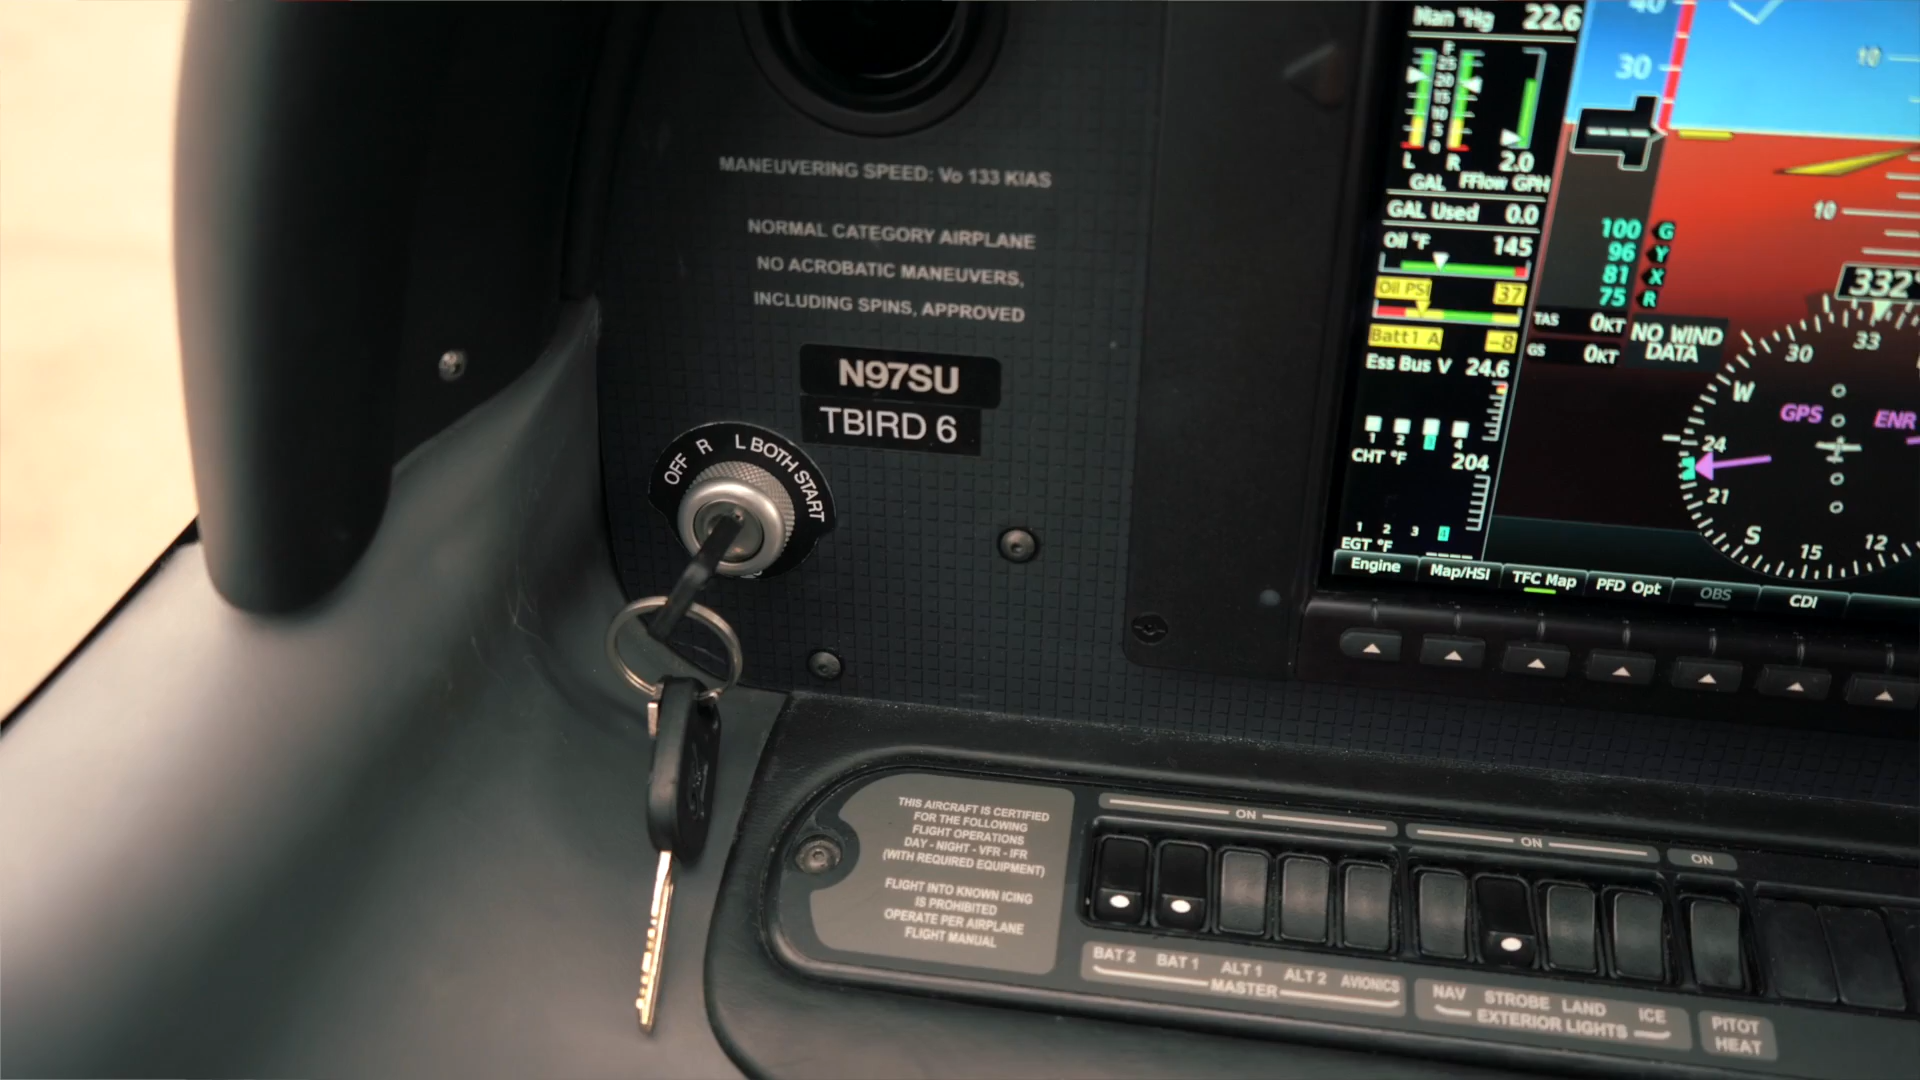 MANEUVERING SPEED: Vo 133 KIAS
NORMAL CATEGORY AIRPLANE
NO ACROBATIC MANEUVERS,
INCLUDING SPINS, APPROVED
N97SU
TBIRD 6
OFF R L BOTH START
Man "Hg 22.6
F
25
20
15
10
5
0
L R 2.0
GAL FFlow GPH
GAL Used 0.0
Oil °F 145
Oil PSI 37
Batt1 A -8
Ess Bus V 24.6
1 2 3 4
CHT °F 204
1 2 3
EGT °F
40
30
10
10
100 G
96 Y
81 X
75 R
TAS 0KT
GS 0KT
NO WIND
DATA
332°
33
30
W
24
21
S
15
12
GPS ENR
Engine Map/HSI TFC Map PFD Opt OBS CDI
THIS AIRCRAFT IS CERTIFIED
FOR THE FOLLOWING
FLIGHT OPERATIONS
DAY - NIGHT - VFR - IFR
(WITH REQUIRED EQUIPMENT)
FLIGHT INTO KNOWN ICING
IS PROHIBITED
OPERATE PER AIRPLANE
FLIGHT MANUAL
ON ON ON
BAT 2 BAT 1 ALT 1 ALT 2 AVIONICS
MASTER
NAV STROBE LAND ICE
EXTERIOR LIGHTS
PITOT
HEAT